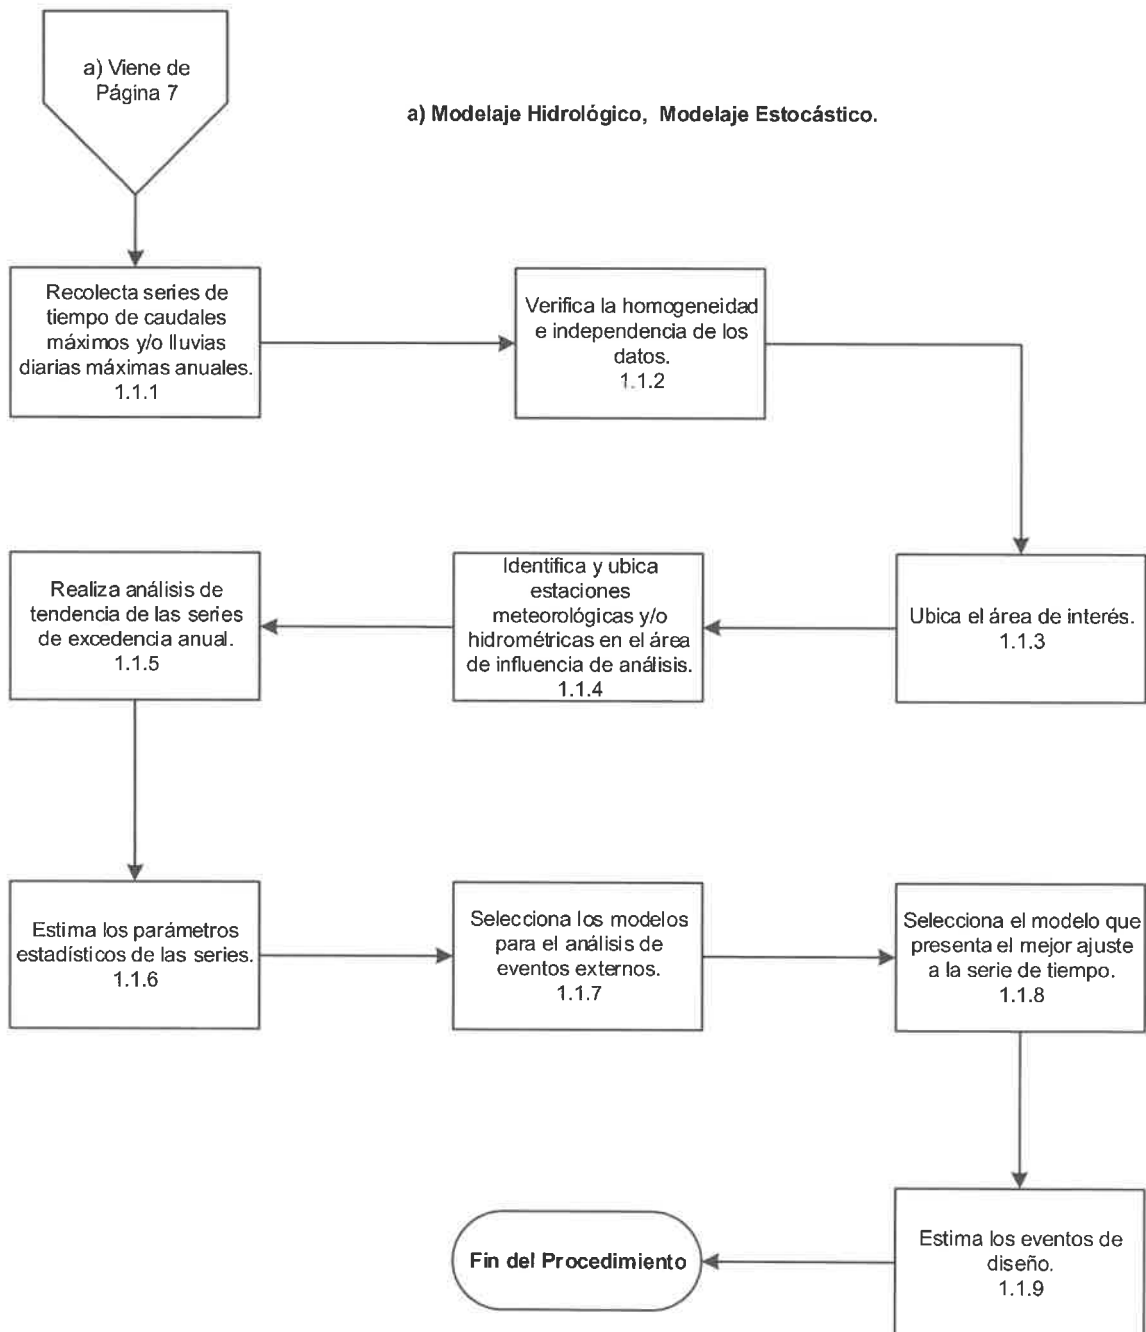 a) Viene de
Página 7
a) Modelaje Hidrológico, Modelaje Estocástico.
Recolecta series de
tiempo de caudales
máximos y/o lluvias
diarias máximas anuales.
1.1.1
Verifica la homogeneidad
e independencia de los
datos.
1.1.2
Ubica el área de interés.
1.1.3
Identifica y ubica
estaciones
meteorológicas y/o
hidrométricas en el área
de influencia de análisis.
1.1.4
Realiza análisis de
tendencia de las series
de excedencia anual.
1.1.5
Estima los parámetros
estadísticos de las series.
1.1.6
Selecciona los modelos
para el análisis de
eventos externos.
1.1.7
Selecciona el modelo que
presenta el mejor ajuste
a la serie de tiempo.
1.1.8
Estima los eventos de
diseño.
1.1.9
Fin del Procedimiento